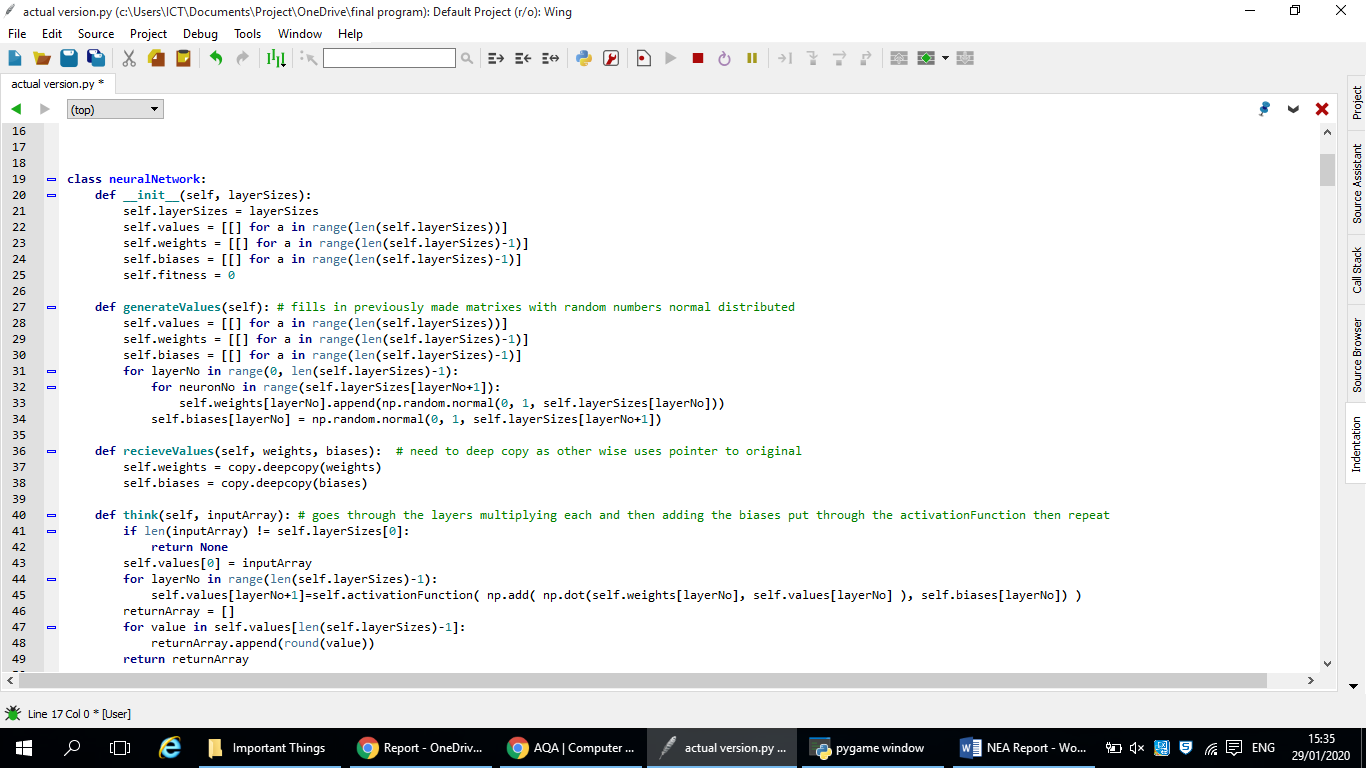 actual version.py (c:\Users\ICT\Documents\Project\OneDrive\final program): Default Project (r/o): Wing
File Edit Source Project Debug Tools Window Help
actual version.py *
(top)
16
17
18
19 class neuralNetwork:
20 def __init__(self, layerSizes):
21 self.layerSizes = layerSizes
22 self.values = [[] for a in range(len(self.layerSizes))]
23 self.weights = [[] for a in range(len(self.layerSizes)-1)]
24 self.biases = [[] for a in range(len(self.layerSizes)-1)]
25 self.fitness = 0
26
27 def generateValues(self): # fills in previously made matrixes with random numbers normal distributed
28 self.values = [[] for a in range(len(self.layerSizes))]
29 self.weights = [[] for a in range(len(self.layerSizes)-1)]
30 self.biases = [[] for a in range(len(self.layerSizes)-1)]
31 for layerNo in range(0, len(self.layerSizes)-1):
32 for neuronNo in range(self.layerSizes[layerNo+1]):
33 self.weights[layerNo].append(np.random.normal(0, 1, self.layerSizes[layerNo]))
34 self.biases[layerNo] = np.random.normal(0, 1, self.layerSizes[layerNo+1])
35
36 def recieveValues(self, weights, biases): # need to deep copy as other wise uses pointer to original
37 self.weights = copy.deepcopy(weights)
38 self.biases = copy.deepcopy(biases)
39
40 def think(self, inputArray): # goes through the layers multiplying each and then adding the biases put through the activationFunction then repeat
41 if len(inputArray) != self.layerSizes[0]:
42 return None
43 self.values[0] = inputArray
44 for layerNo in range(len(self.layerSizes)-1):
45 self.values[layerNo+1]=self.activationFunction( np.add( np.dot(self.weights[layerNo], self.values[layerNo] ), self.biases[layerNo]) )
46 returnArray = []
47 for value in self.values[len(self.layerSizes)-1]:
48 returnArray.append(round(value))
49 return returnArray
Project
Source Assistant
Call Stack
Source Browser
Indentation
Line 17 Col 0 * [User]
Important Things
Report - OneDriv...
AQA | Computer ...
actual version.py ...
pygame window
NEA Report - Wo...
ENG
15:35
29/01/2020